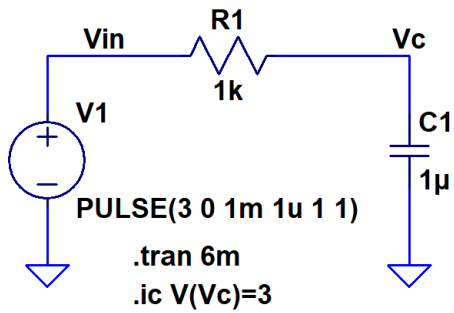 R1
Vin
Vc
1k
V1
C1
1µ
PULSE(3 0 1m 1u 1 1)
.tran 6m
.ic V(Vc)=3